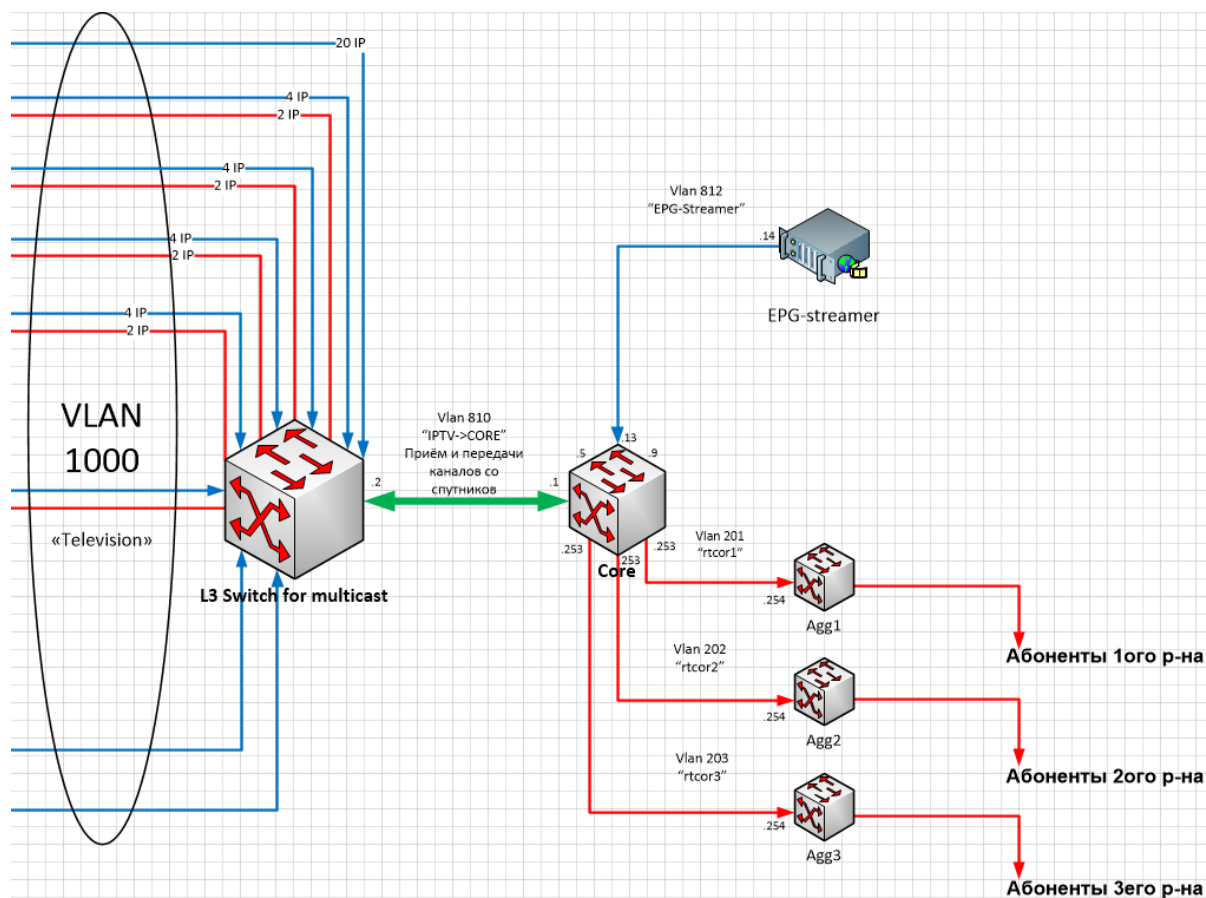 20 IP
4 IP
2 IP
4 IP
2 IP
4 IP
2 IP
4 IP
2 IP
VLAN
1000
«Television»
L3 Switch for multicast
.2
Vlan 810
“IPTV->CORE”
Приём и передачи
каналов со
спутников
.1
.5
.13
.9
Core
.253
.253
.253
Vlan 812
“EPG-Streamer”
.14
EPG-streamer
Vlan 201
“rtcor1”
.254
Agg1
Абоненты 1ого р-на
Vlan 202
“rtcor2”
.254
Agg2
Абоненты 2ого р-на
Vlan 203
“rtcor3”
.254
Agg3
Абоненты 3его р-на